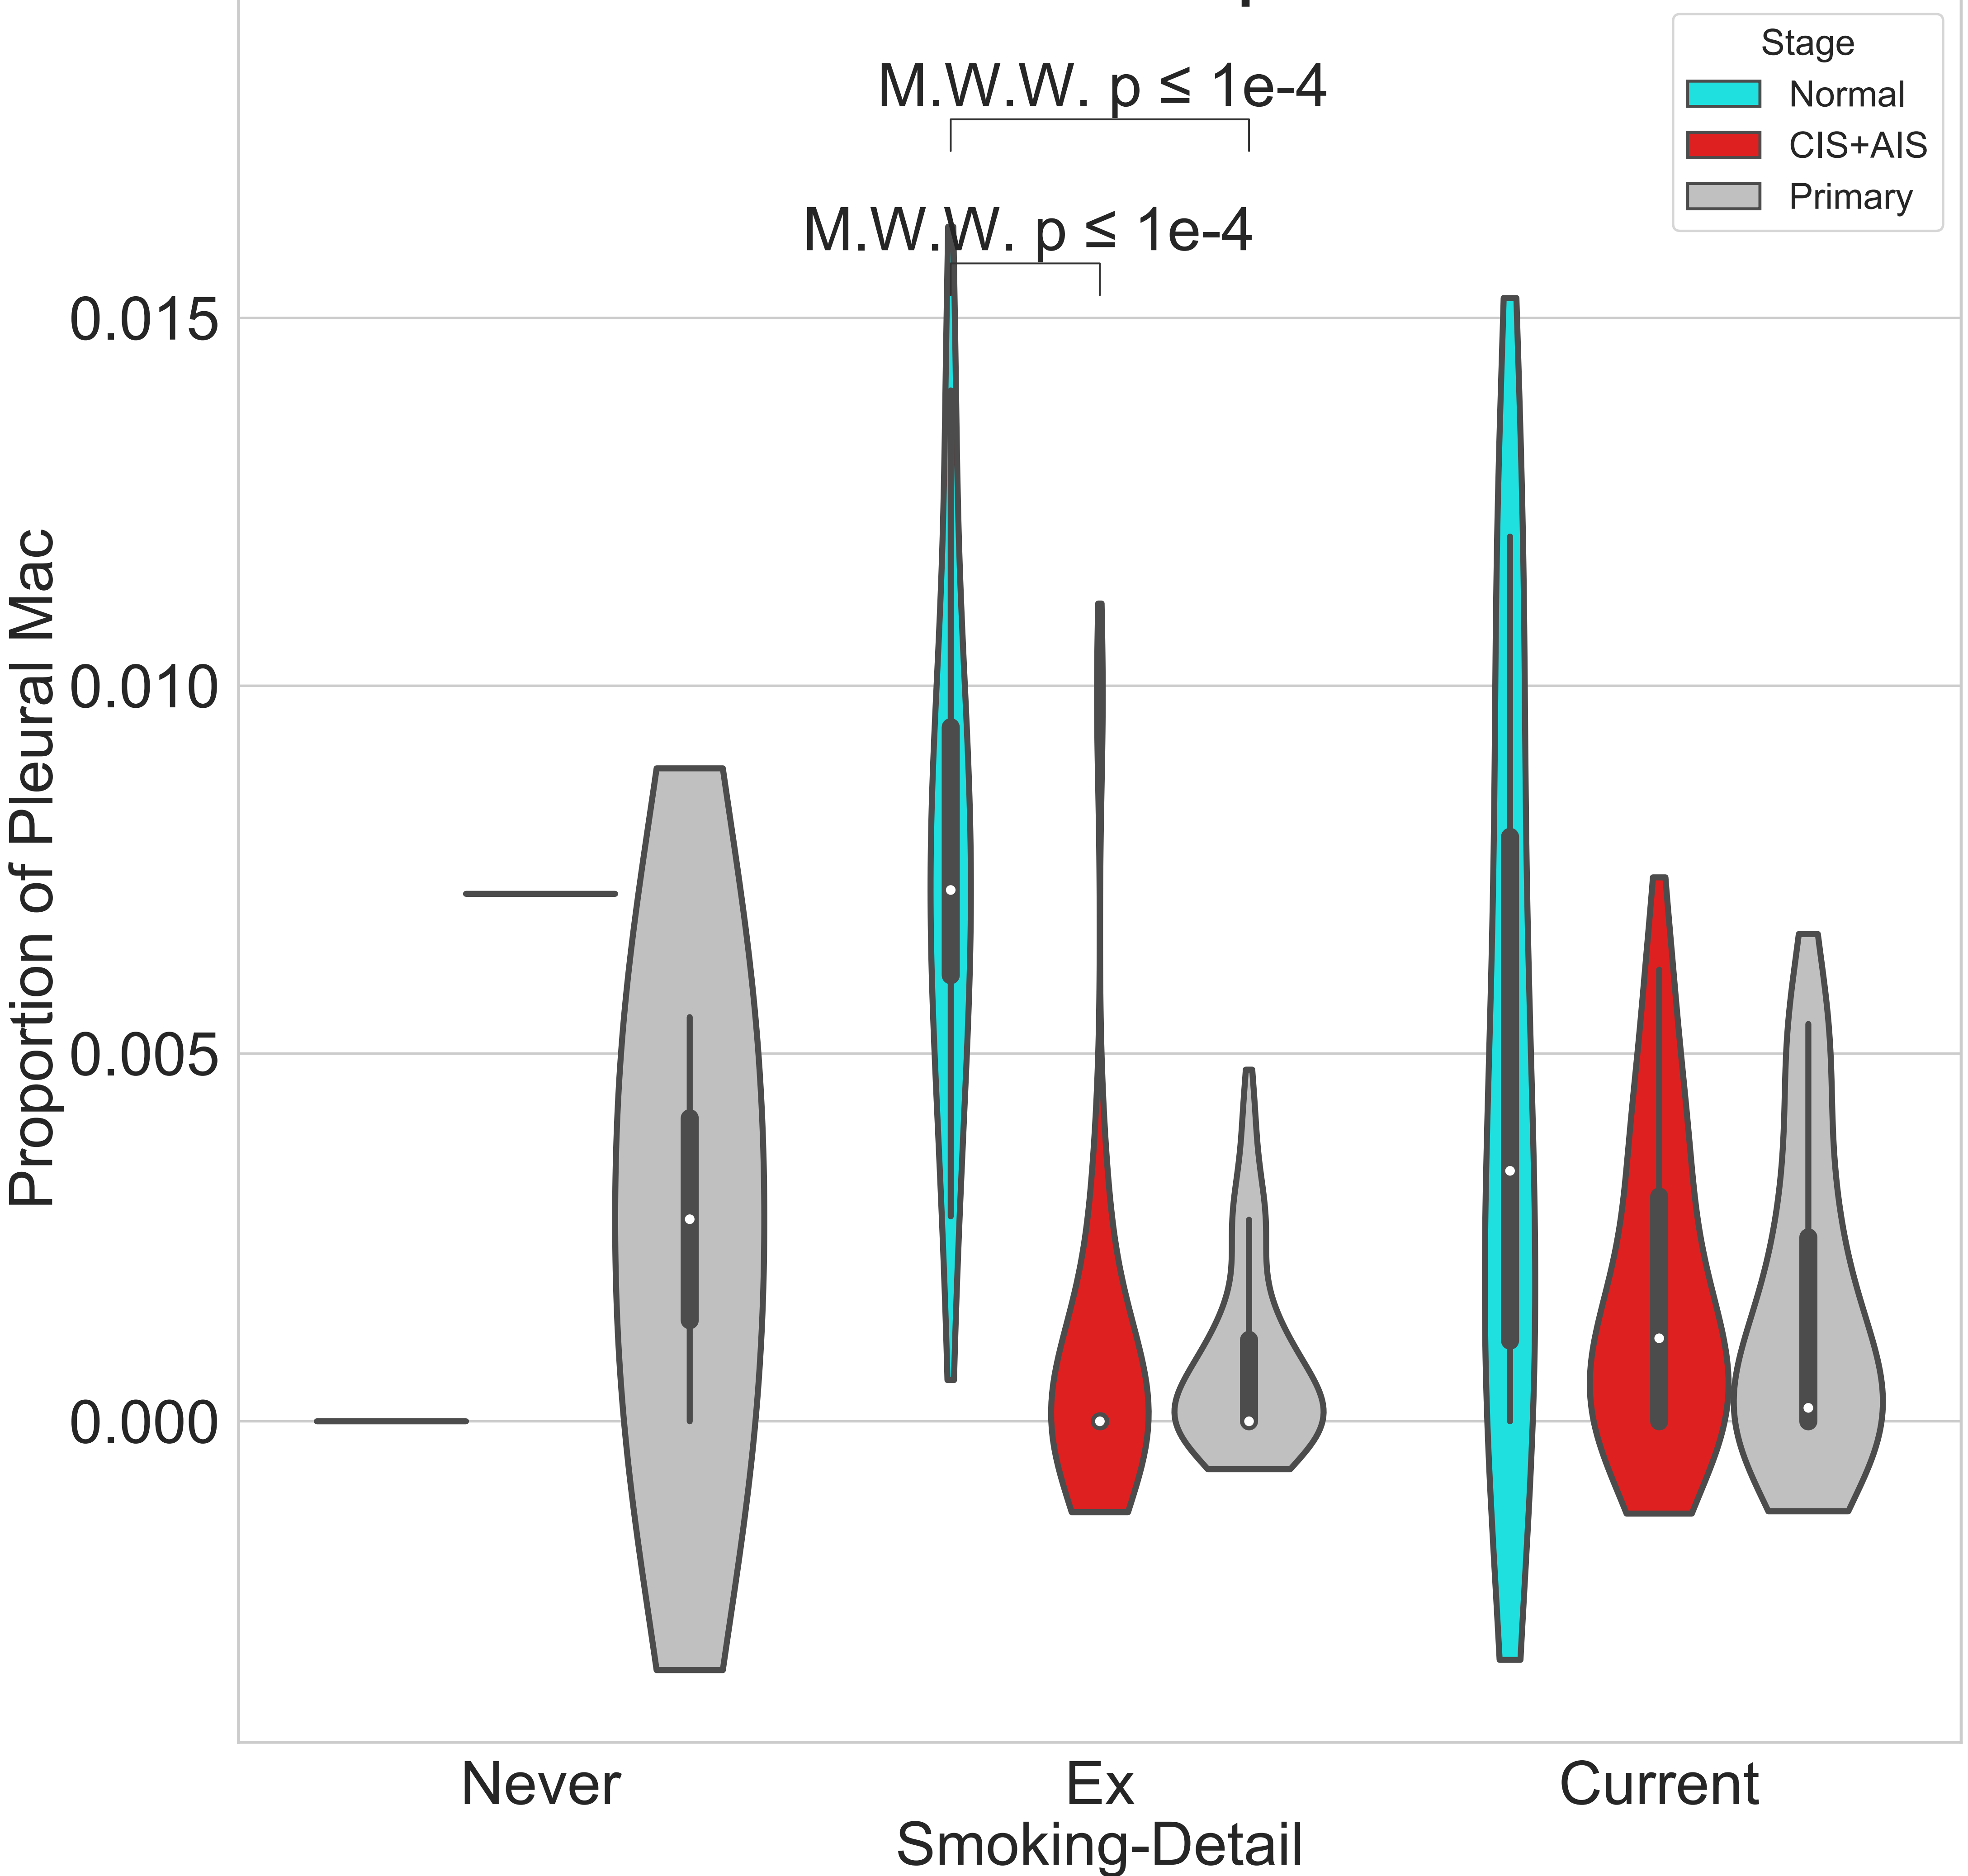 M.W.W. p ≤ 1e-4
M.W.W. p ≤ 1e-4
Stage
Normal
CIS+AIS
Primary
Proportion of Pleural Mac
0.015
0.010
0.005
0.000
Never
Ex
Current
Smoking-Detail